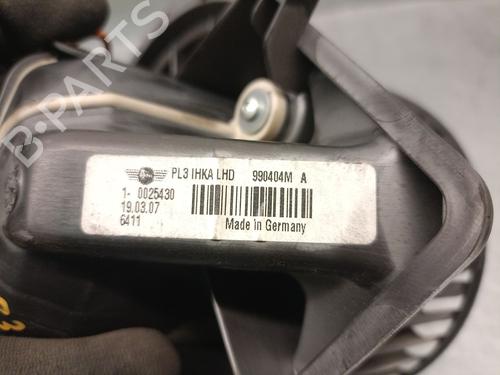 B-PARTS
PL3 IHKA LHD 990404M A
1- 0025430
19.03.07
6411
Made in Germany